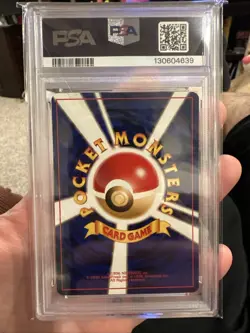 PSA
PSA
130604639
POCKET MONSTERS
CARD GAME